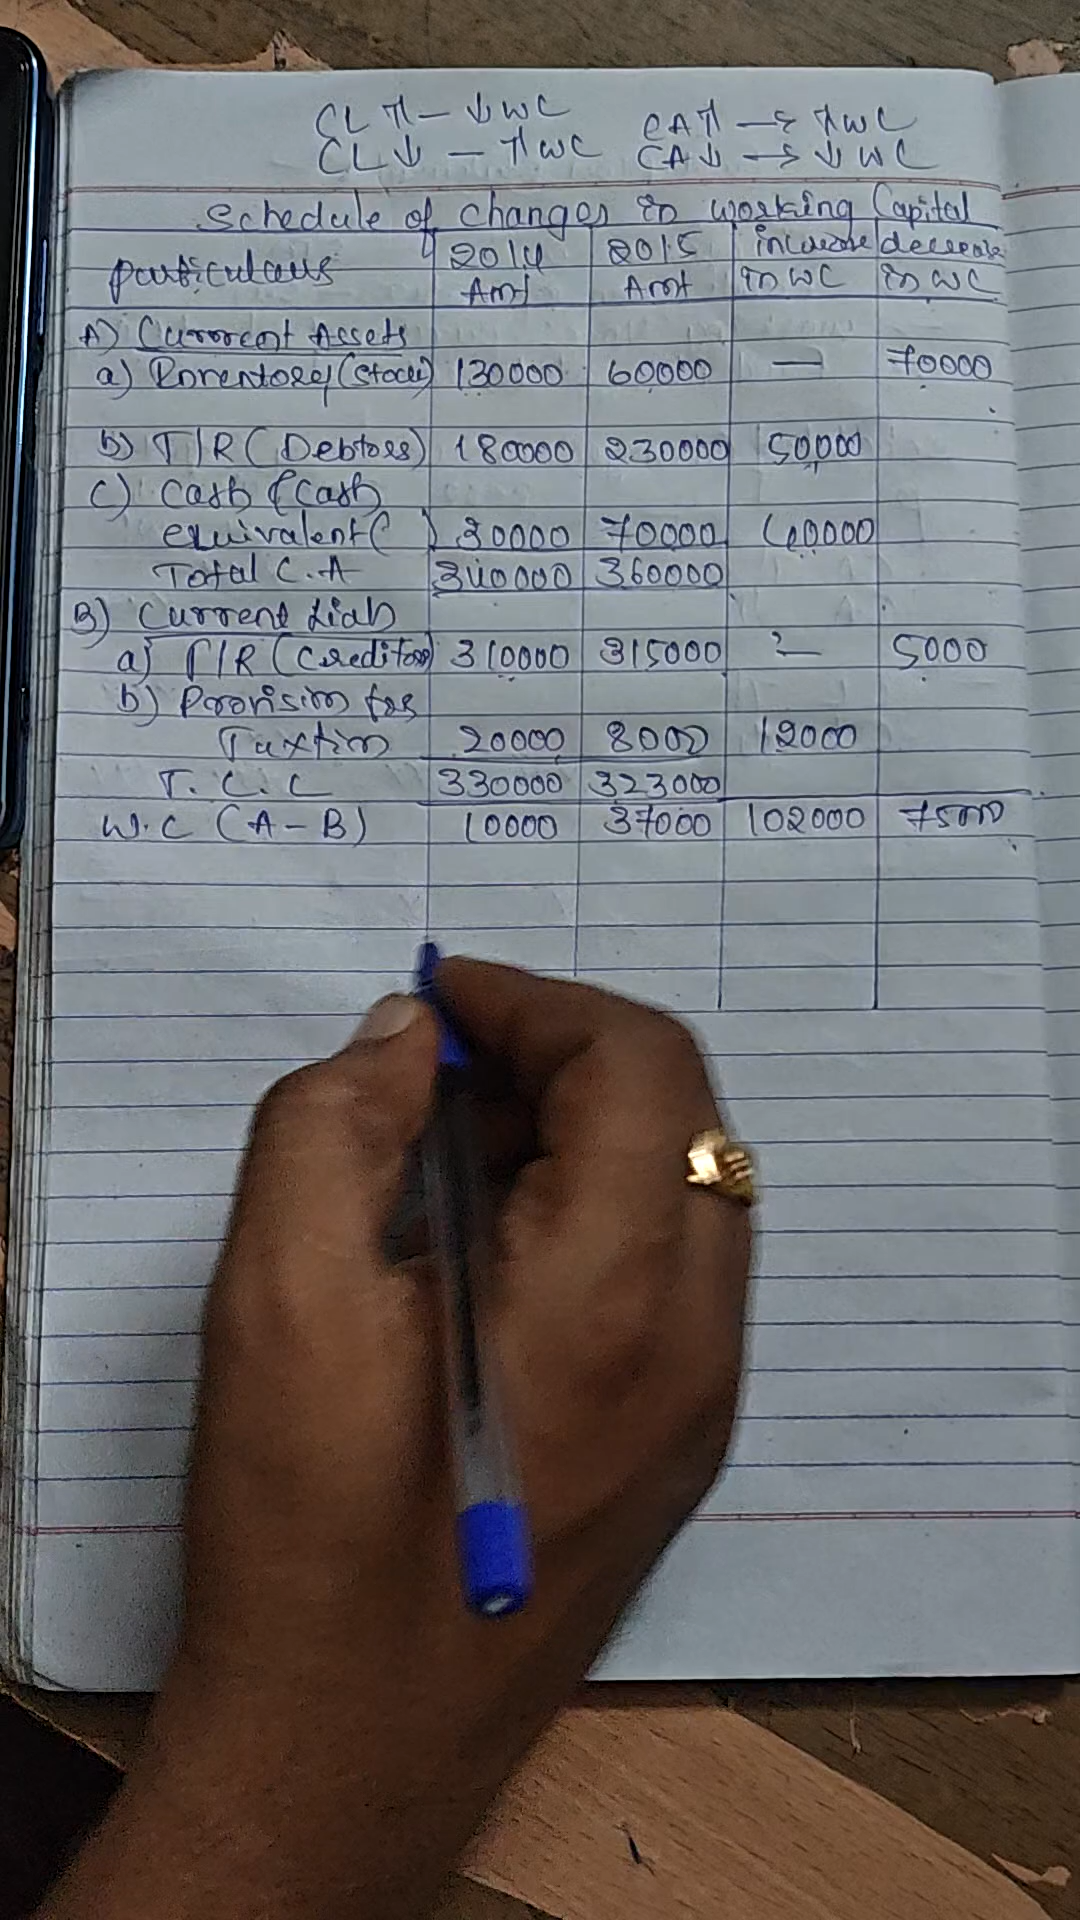 CL ↑ - ↓ WC   CA↑ → ↑WC
CL ↓ - ↑ WC   CA↓ → ↓ WC
Schedule of changes in working Capital
particulars 2014 Amt 2015 Amt increase in WC decrease in WC
A) Current Assets
a) Inventory (Stock) 130000 60000 — 70000
b) T/R (Debtors) 180000 230000 50000
c) Cash & Cash
equivalent ( ) 30000 70000 40000
Total C.A 340000 360000
B) Current Liab
a) T/R (Creditors) 310000 315000 — 5000
b) Provision for
Taxtion 20000 8000 12000
T. C. L 330000 323000
W.C (A-B) 10000 37000 102000 75000